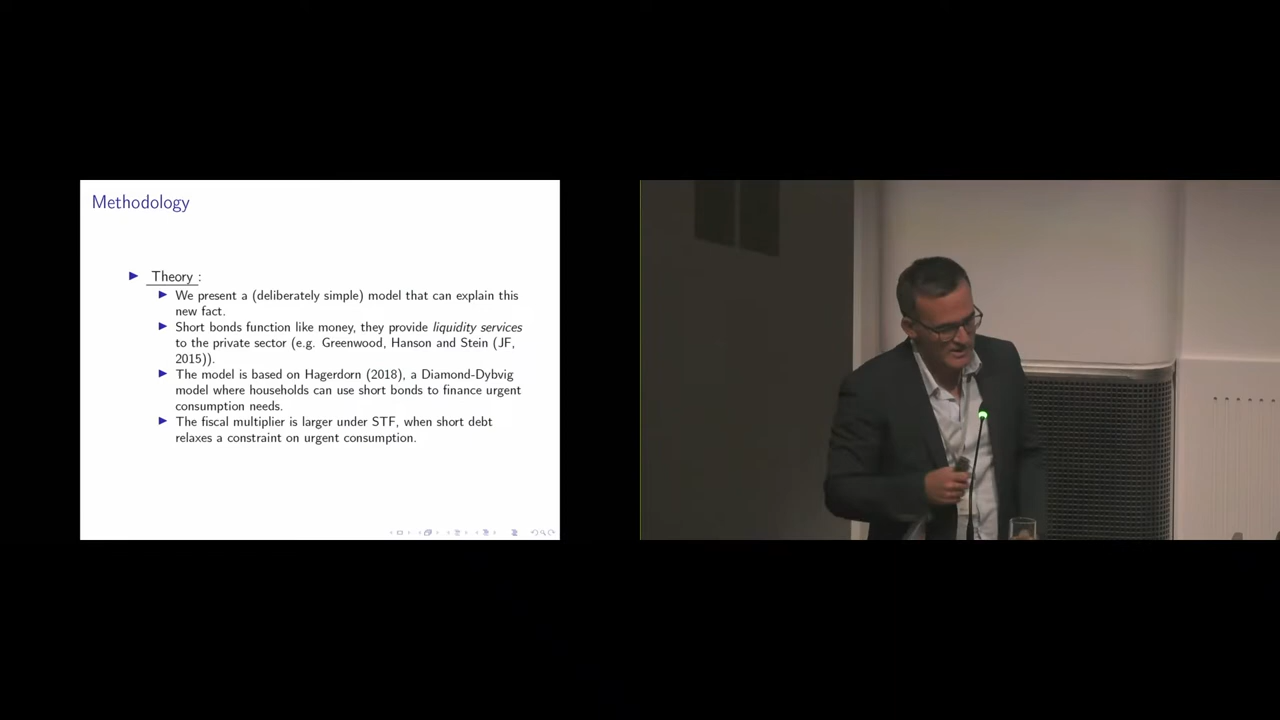 Methodology
Theory :
We present a (deliberately simple) model that can explain this
new fact.
Short bonds function like money, they provide liquidity services
to the private sector (e.g. Greenwood, Hanson and Stein (JF,
2015)).
The model is based on Hagerdorn (2018), a Diamond-Dybvig
model where households can use short bonds to finance urgent
consumption needs.
The fiscal multiplier is larger under STF, when short debt
relaxes a constraint on urgent consumption.